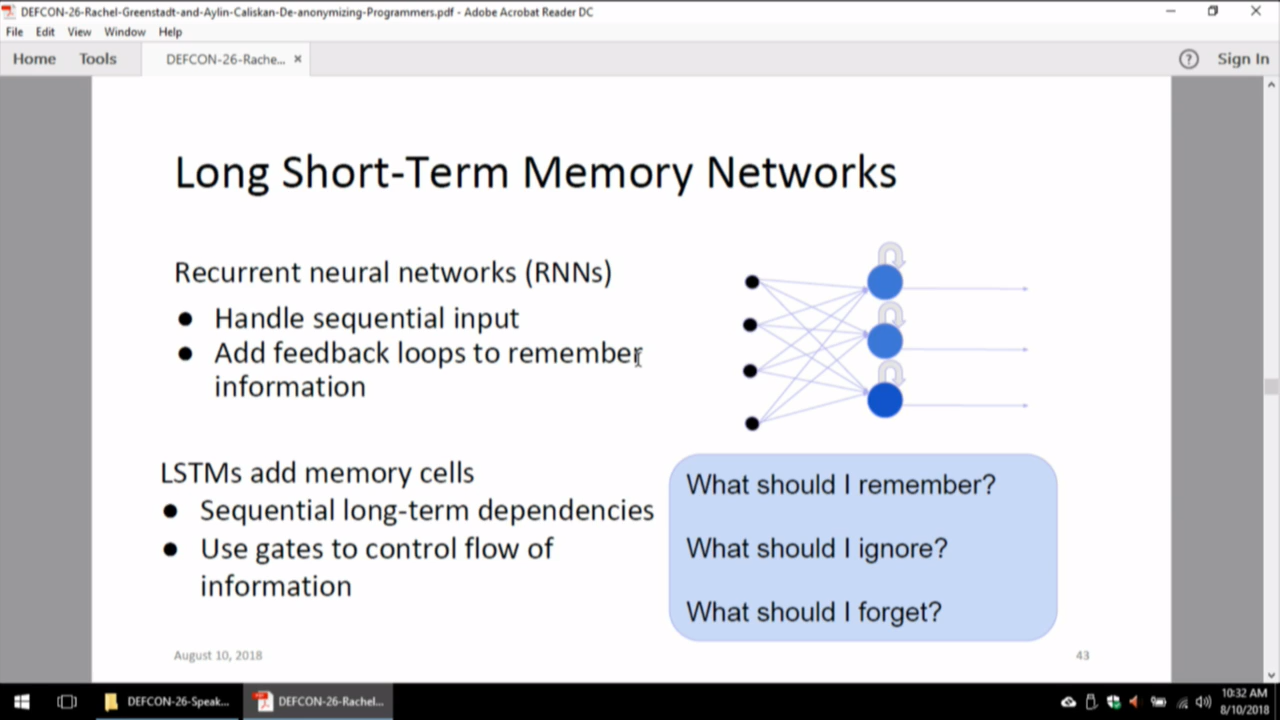 DEFCON-26-Rachel-Greenstadt-and-Aylin-Caliskan-De-anonymizing-Programmers.pdf - Adobe Acrobat Reader DC
File Edit View Window Help
Home Tools DEFCON-26-Rache... × ? Sign In
Long Short-Term Memory Networks
Recurrent neural networks (RNNs)
● Handle sequential input
● Add feedback loops to remember
information
LSTMs add memory cells
● Sequential long-term dependencies
● Use gates to control flow of
information
What should I remember?
What should I ignore?
What should I forget?
August 10, 2018
43
DEFCON-26-Speak...
DEFCON-26-Rachel...
10:32 AM
8/10/2018